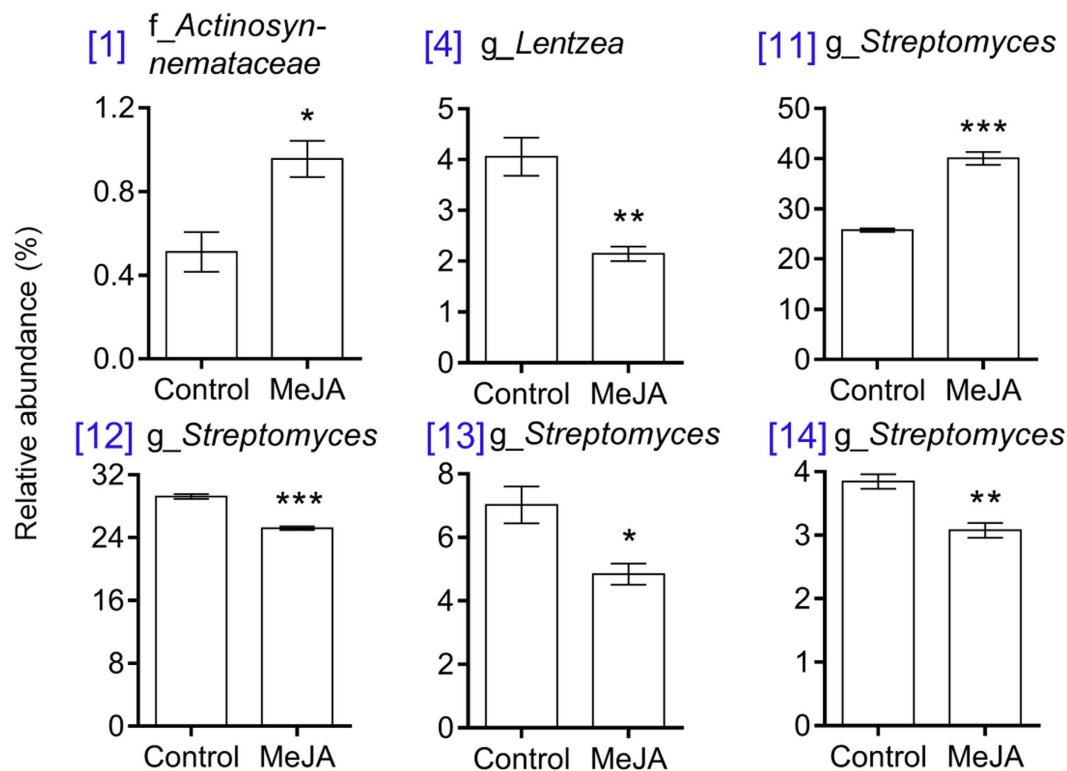 Relative abundance (%)
[1] f_Actinosyn-
nemataceae
1.2
0.8
0.4
0.0
*
Control MeJA
[4] g_Lentzea
5
4
3
2
1
0
**
Control MeJA
[11] g_Streptomyces
50
40
30
20
10
0
***
Control MeJA
[12] g_Streptomyces
32
24
16
8
0
***
Control MeJA
[13] g_Streptomyces
8
6
4
2
0
*
Control MeJA
[14] g_Streptomyces
4
3
2
1
0
**
Control MeJA